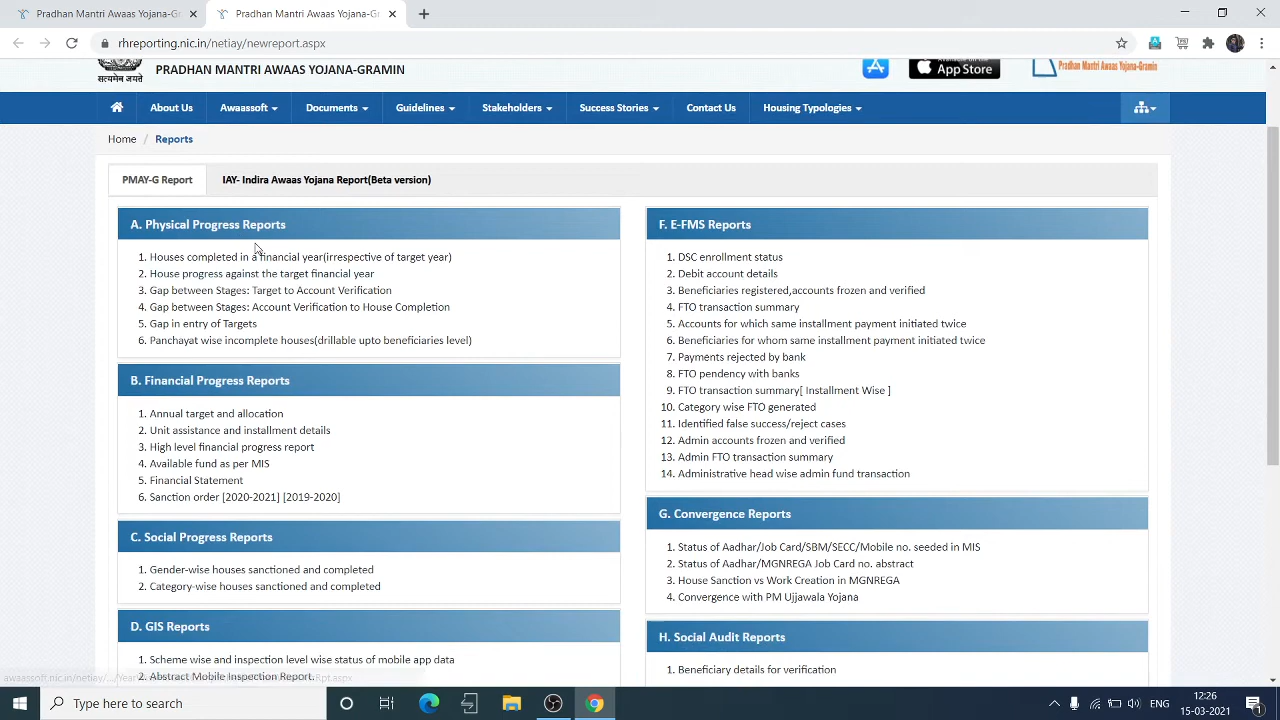 Pradhan Mantri Awaas Yojana -Gr
Pradhan Mantri Awaas Yojana -Gr
rhreporting.nic.in/netiay/newreport.aspx
सत्यमेव जयते
PRADHAN MANTRI AWAAS YOJANA-GRAMIN
App Store
Pradhan Mantri Awaas Yojana-Gramin
About Us
Awaassoft
Documents
Guidelines
Stakeholders
Success Stories
Contact Us
Housing Typologies
Home / Reports
PMAY-G Report
IAY- Indira Awaas Yojana Report(Beta version)
A. Physical Progress Reports
1. Houses completed in a financial year(irrespective of target year)
2. House progress against the target financial year
3. Gap between Stages: Target to Account Verification
4. Gap between Stages: Account Verification to House Completion
5. Gap in entry of Targets
6. Panchayat wise incomplete houses(drillable upto beneficiaries level)
B. Financial Progress Reports
1. Annual target and allocation
2. Unit assistance and installment details
3. High level financial progress report
4. Available fund as per MIS
5. Financial Statement
6. Sanction order [2020-2021] [2019-2020]
C. Social Progress Reports
1. Gender-wise houses sanctioned and completed
2. Category-wise houses sanctioned and completed
D. GIS Reports
1. Scheme wise and inspection level wise status of mobile app data
2. Abstract Mobile Inspection Report.
F. E-FMS Reports
1. DSC enrollment status
2. Debit account details
3. Beneficiaries registered,accounts frozen and verified
4. FTO transaction summary
5. Accounts for which same installment payment initiated twice
6. Beneficiaries for whom same installment payment initiated twice
7. Payments rejected by bank
8. FTO pendency with banks
9. FTO transaction summary[ Installment Wise ]
10. Category wise FTO generated
11. Identified false success/reject cases
12. Admin accounts frozen and verified
13. Admin FTO transaction summary
14. Administrative head wise admin fund transaction
G. Convergence Reports
1. Status of Aadhar/Job Card/SBM/SECC/Mobile no. seeded in MIS
2. Status of Aadhar/MGNREGA Job Card no. abstract
3. House Sanction vs Work Creation in MGNREGA
4. Convergence with PM Ujjawala Yojana
H. Social Audit Reports
1. Beneficiary details for verification
Type here to search
ENG
12:26
15-03-2021